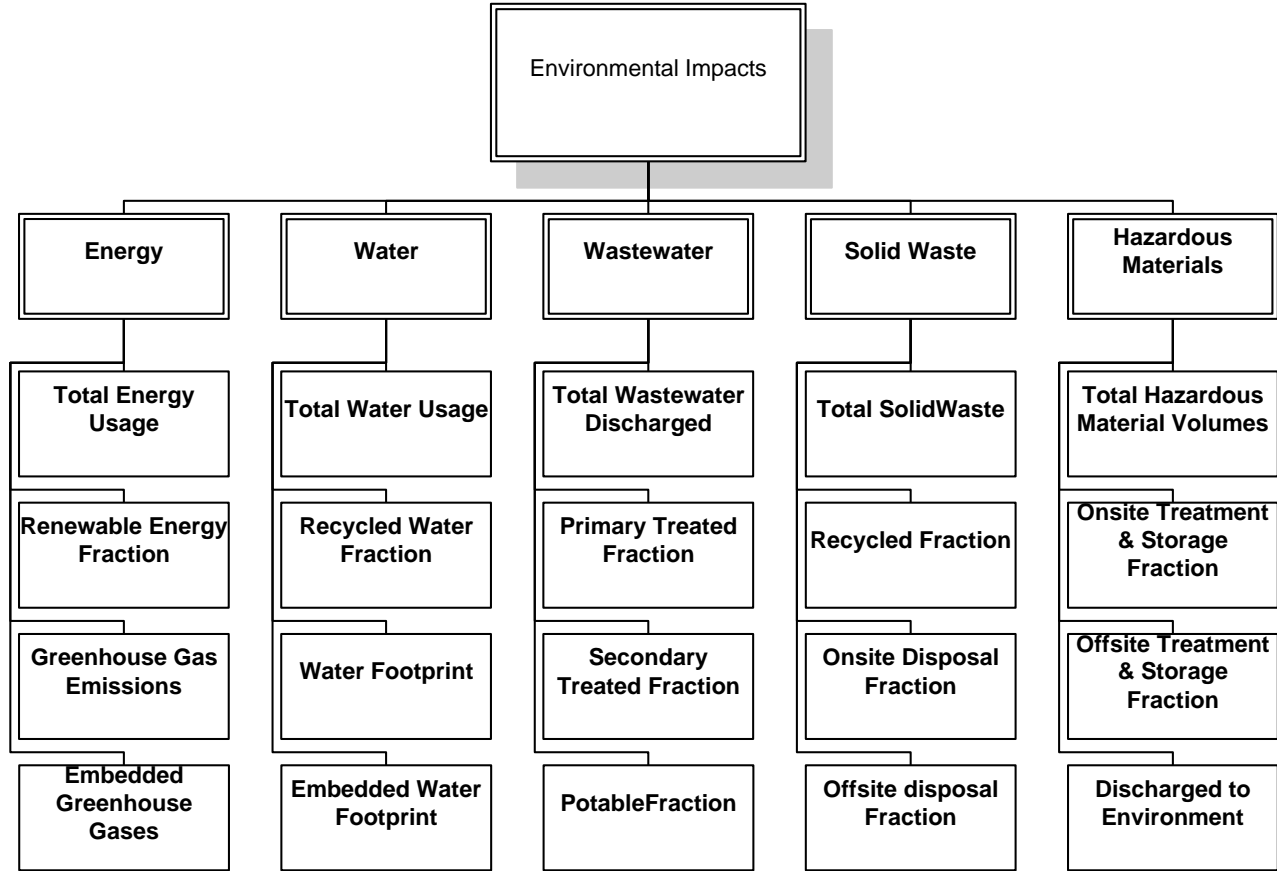 Environmental Impacts
Energy
Water
Wastewater
Solid Waste
Hazardous
Materials
Total Energy
Usage
Total Water Usage
Total Wastewater
Discharged
Total SolidWaste
Total Hazardous
Material Volumes
Renewable Energy
Fraction
Recycled Water
Fraction
Primary Treated
Fraction
Recycled Fraction
Onsite Treatment
& Storage
Fraction
Greenhouse Gas
Emissions
Water Footprint
Secondary
Treated Fraction
Onsite Disposal
Fraction
Offsite Treatment
& Storage
Fraction
Embedded
Greenhouse
Gases
Embedded Water
Footprint
PotableFraction
Offsite disposal
Fraction
Discharged to
Environment